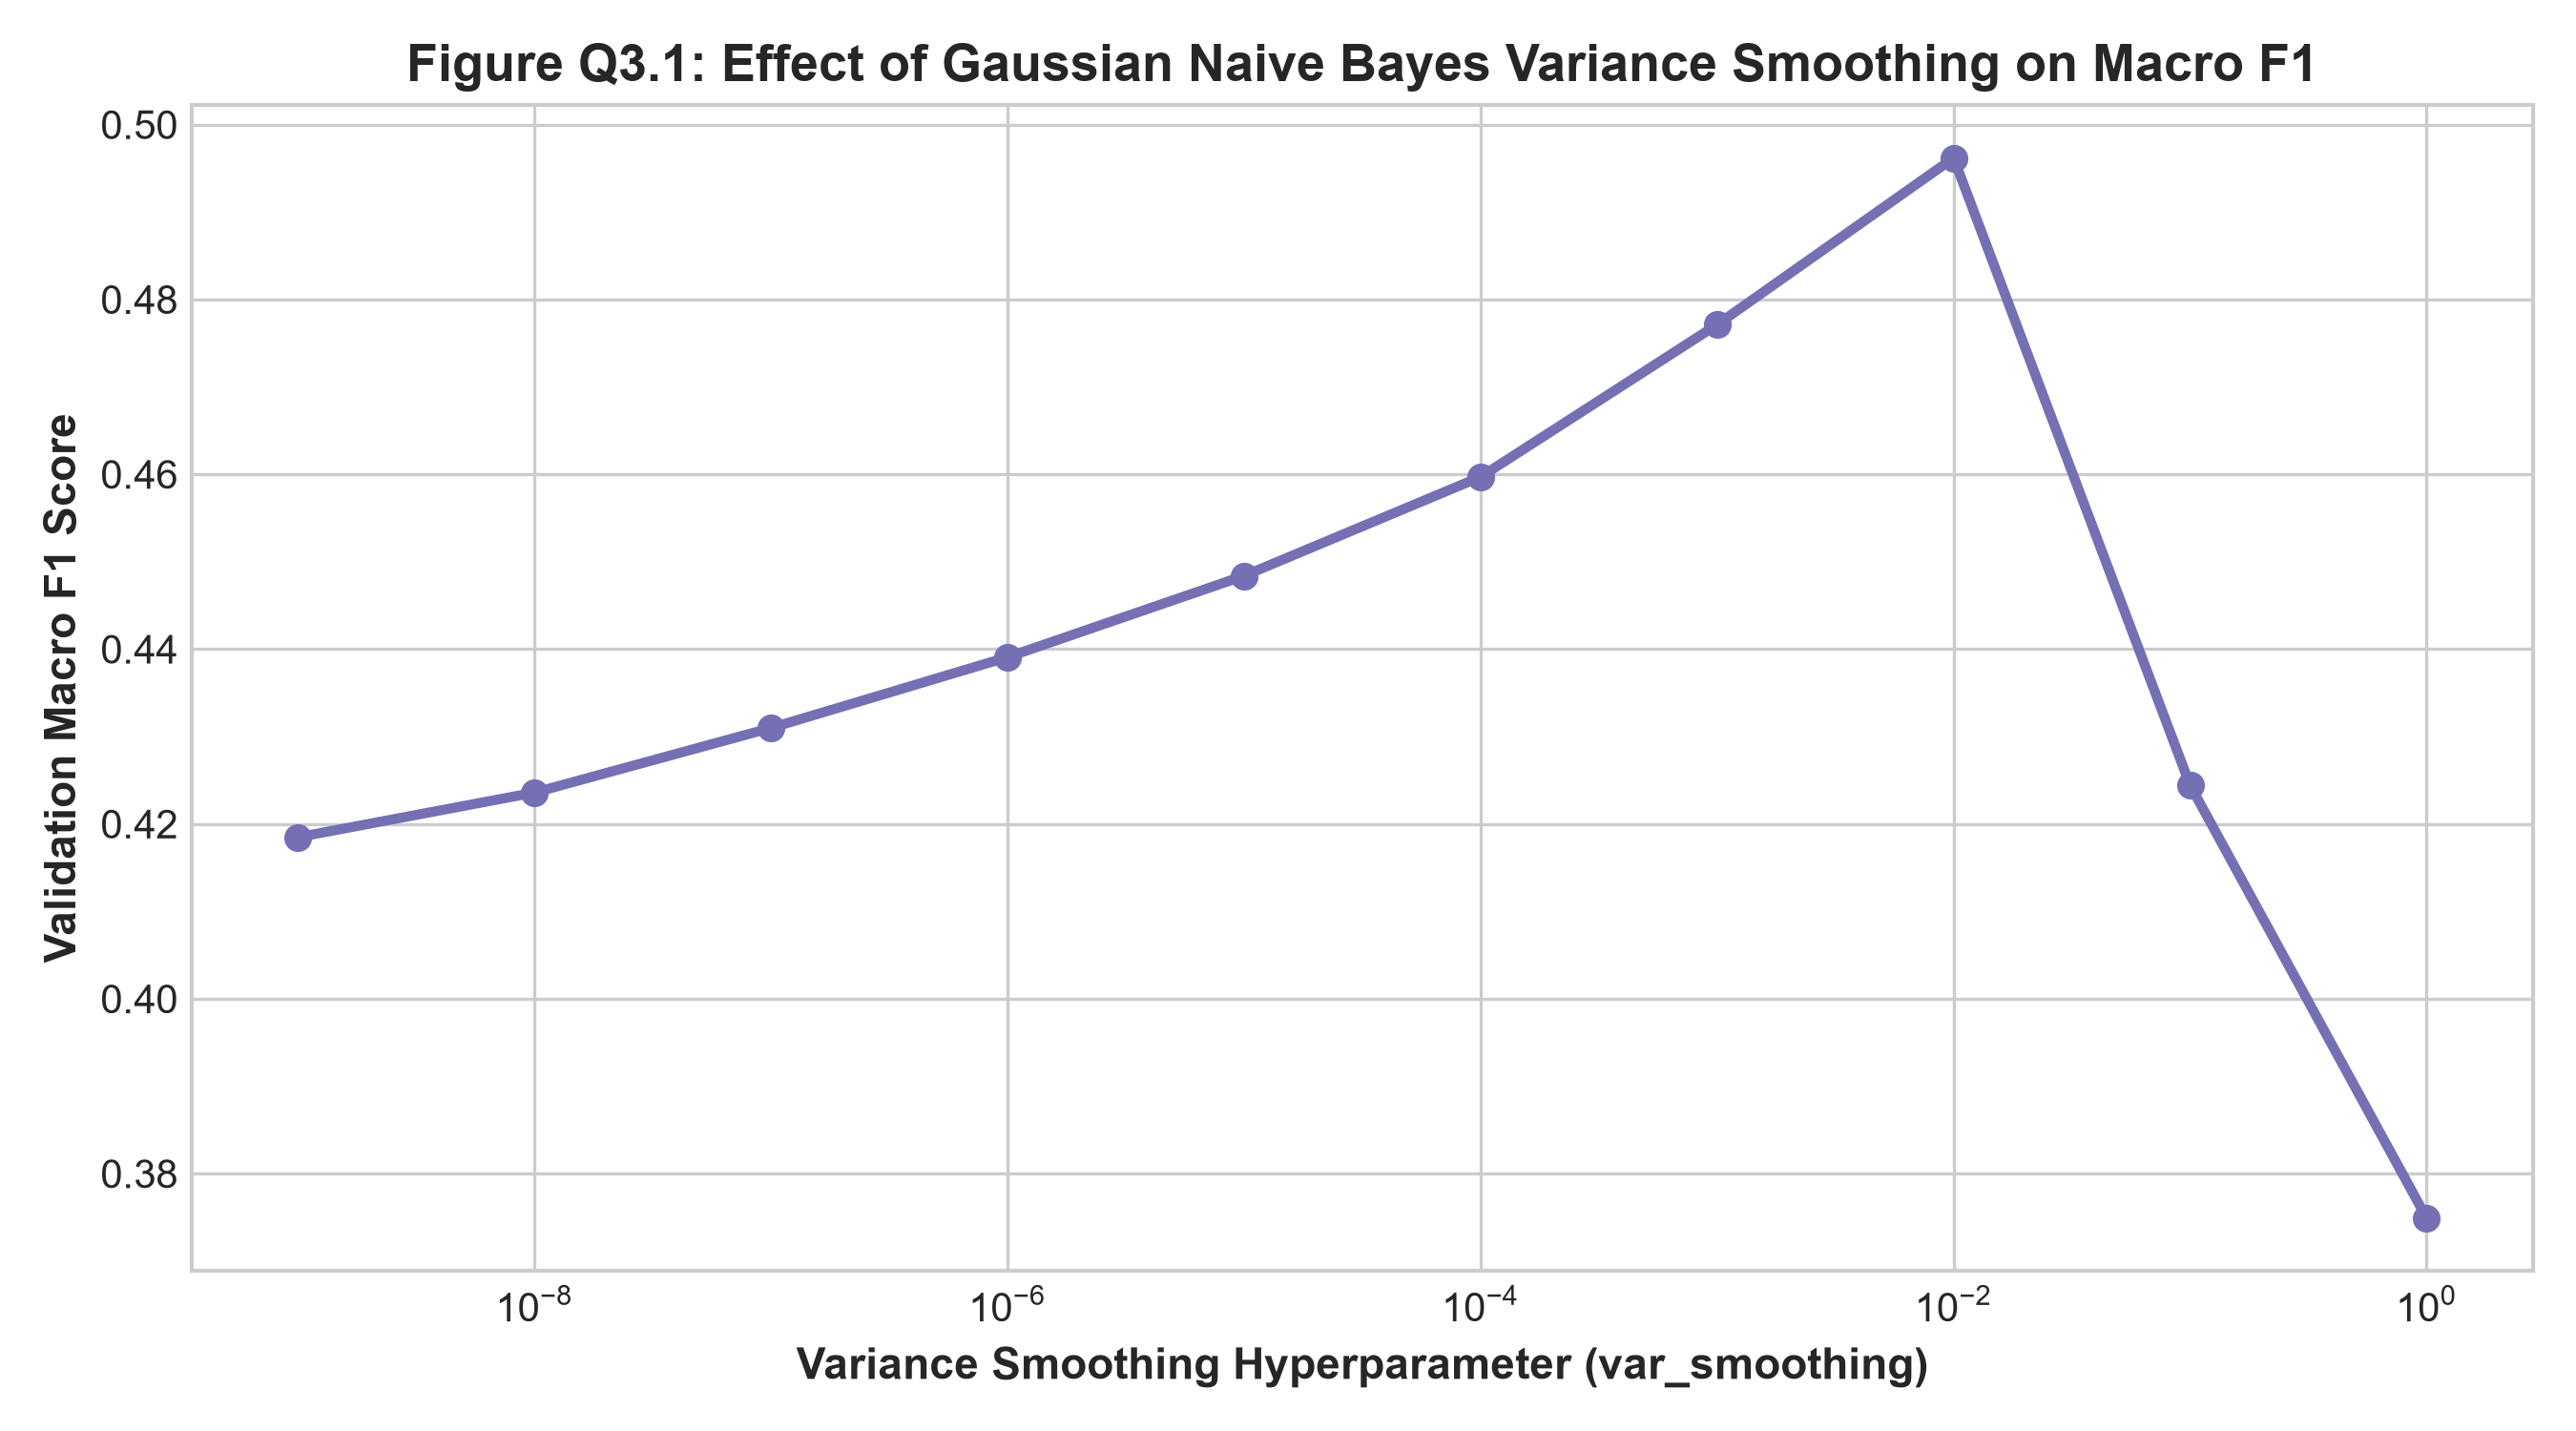 Figure Q3.1: Effect of Gaussian Naive Bayes Variance Smoothing on Macro F1
Validation Macro F1 Score
0.50
0.48
0.46
0.44
0.42
0.40
0.38
10⁻⁸ 10⁻⁶ 10⁻⁴ 10⁻² 10⁰
Variance Smoothing Hyperparameter (var_smoothing)